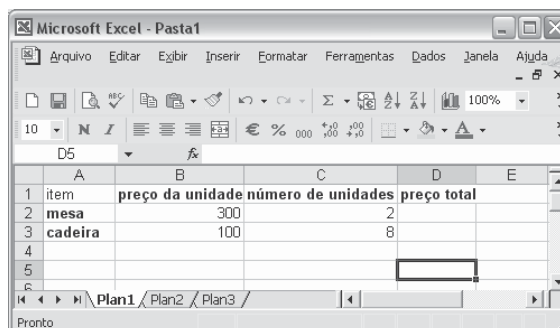 Microsoft Excel - Pasta1
Arquivo Editar Exibir Inserir Formatar Ferramentas Dados Janela Ajuda
100%
10 N I € % 000
D5 fx
A B C D E
1 item preço da unidade número de unidades preço total
2 mesa 300 2
3 cadeira 100 8
4
5
6
Plan1 Plan2 Plan3
Pronto